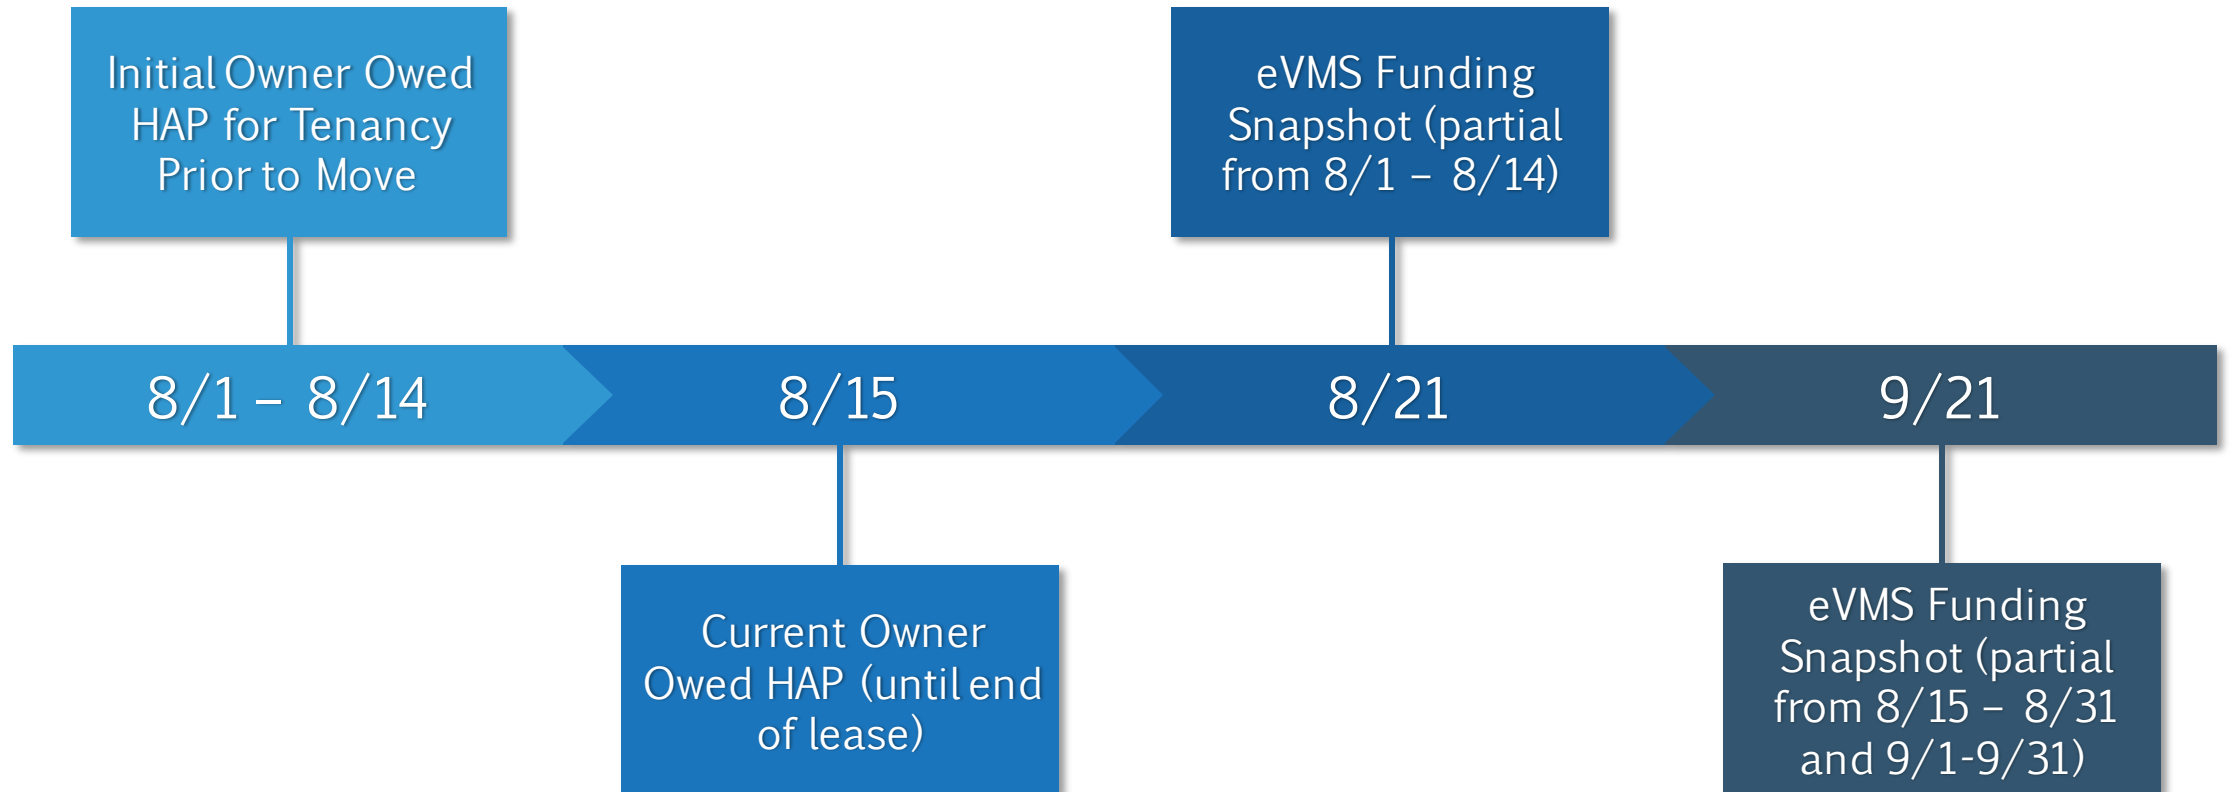 Initial Owner Owed
HAP for Tenancy
Prior to Move
eVMS Funding
Snapshot (partial
from 8/1 – 8/14)
8/1 – 8/14
8/15
8/21
9/21
Current Owner
Owed HAP (until end
of lease)
eVMS Funding
Snapshot (partial
from 8/15 – 8/31
and 9/1-9/31)